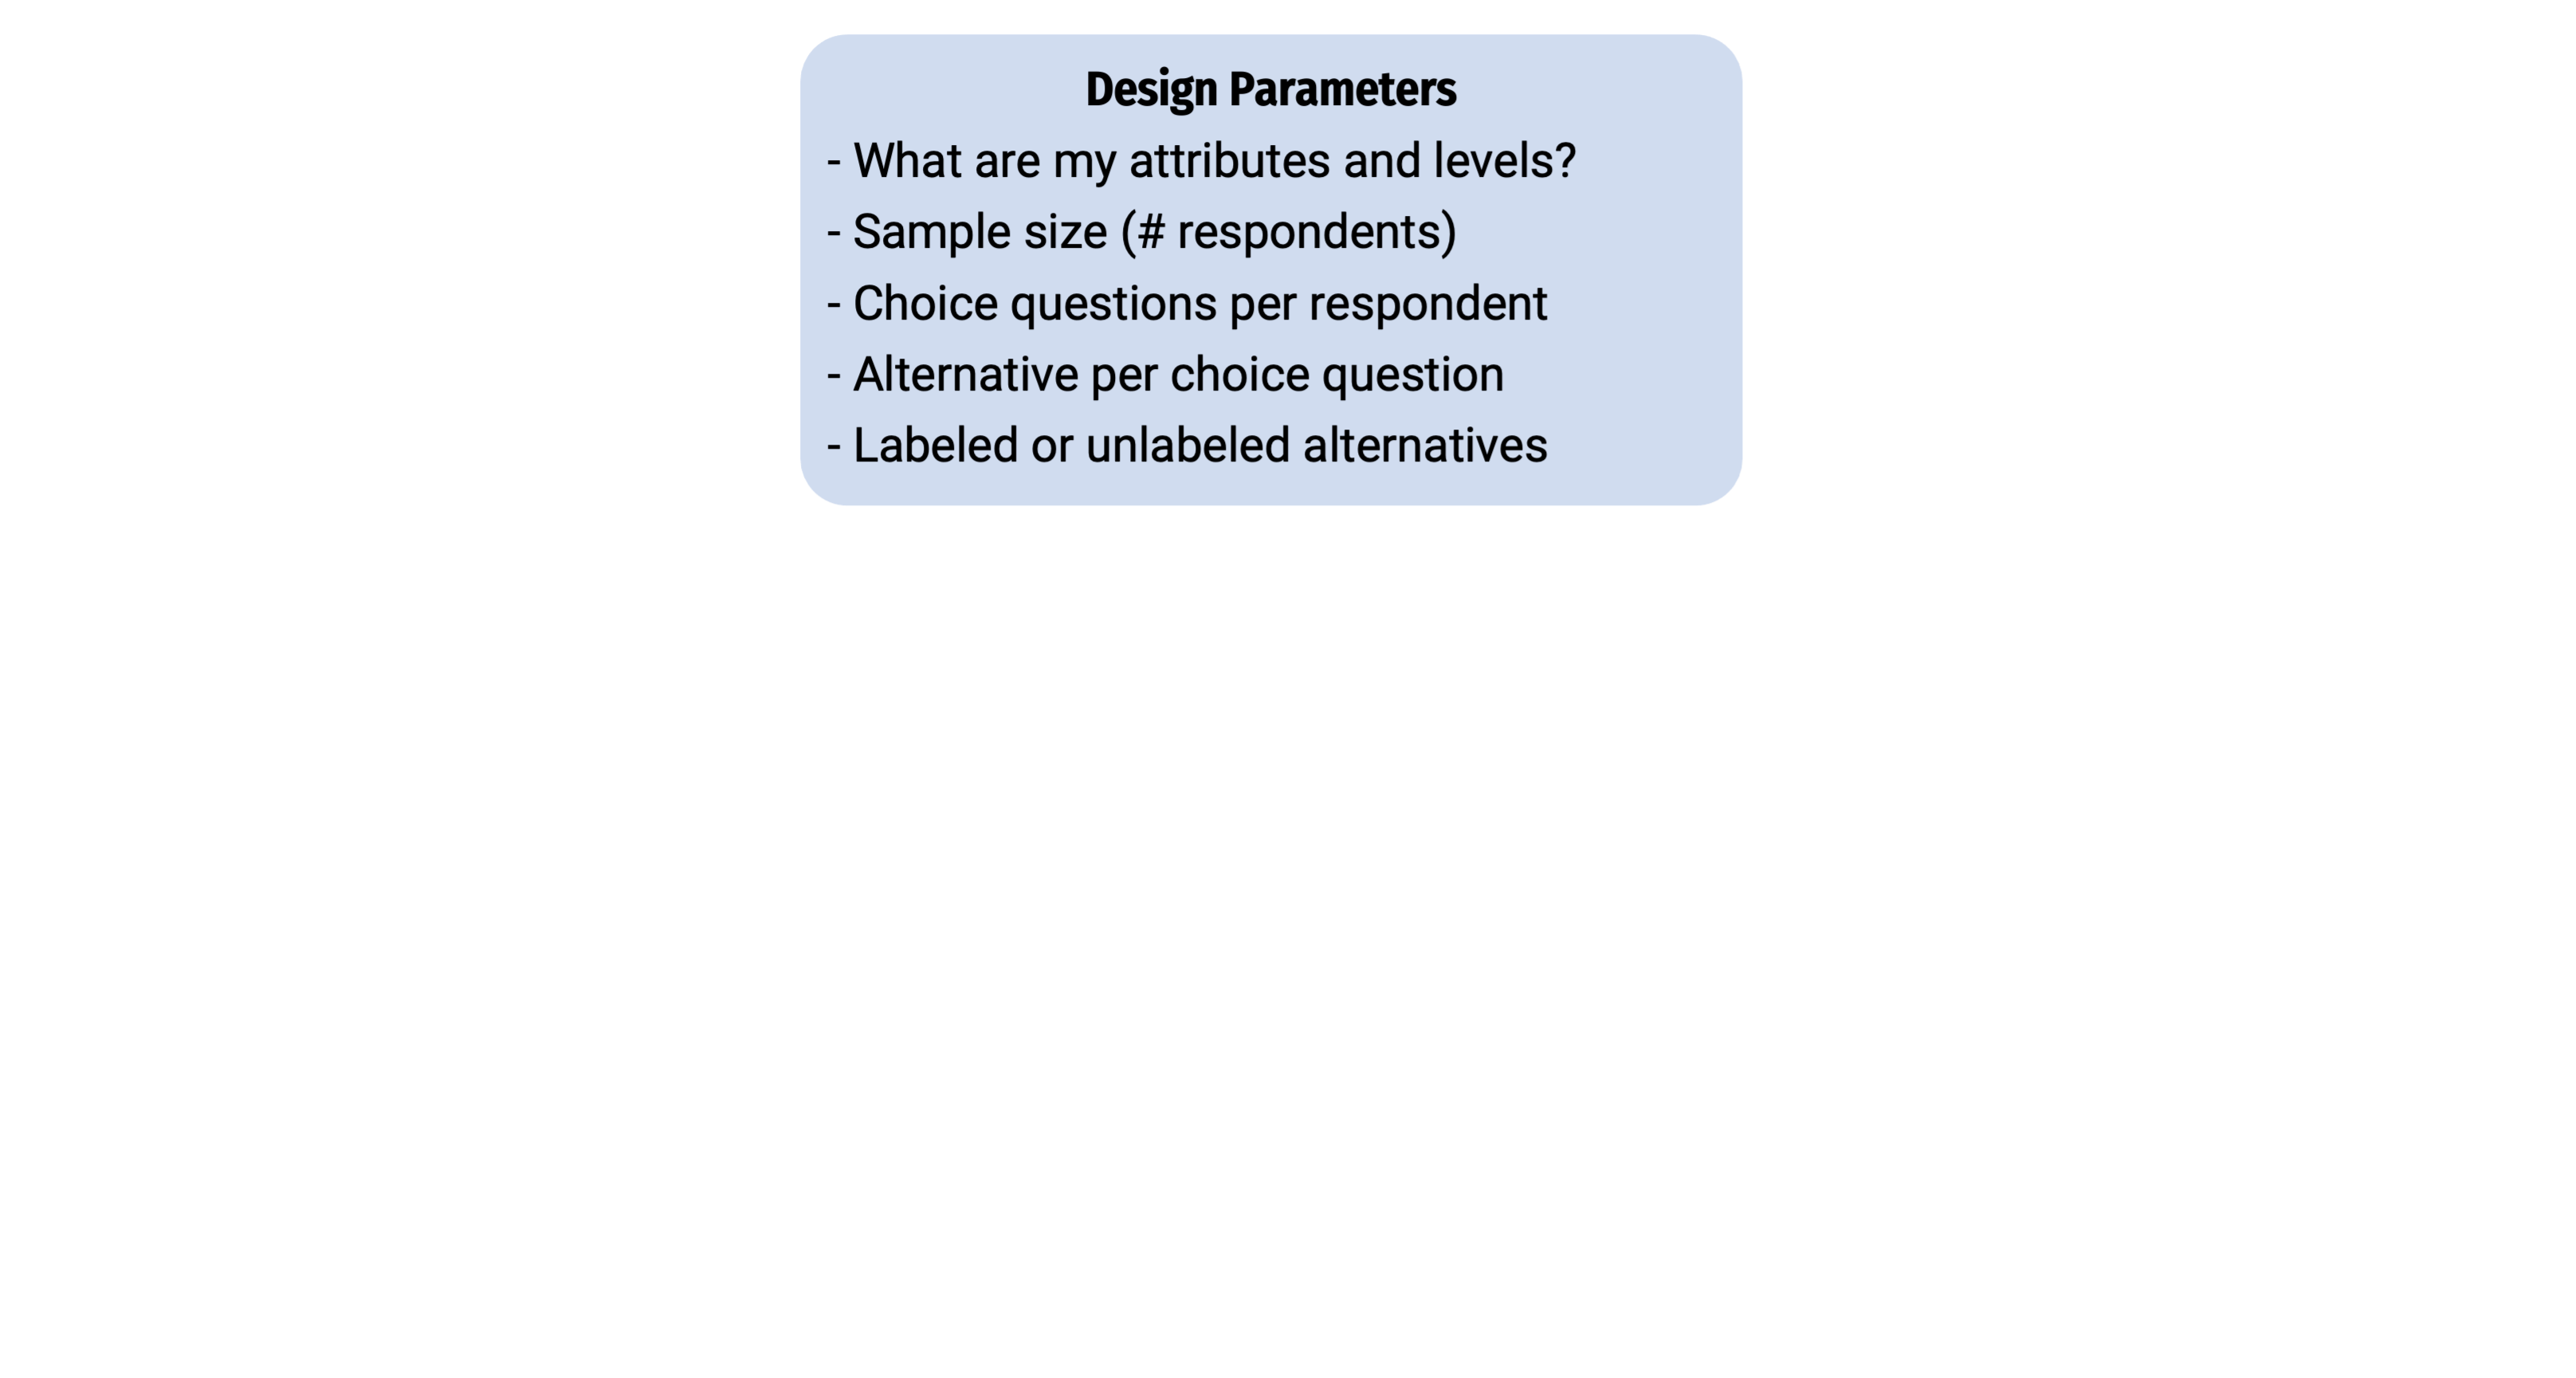 Design Parameters
- What are my attributes and levels?
- Sample size (# respondents)
- Choice questions per respondent
- Alternative per choice question
- Labeled or unlabeled alternatives